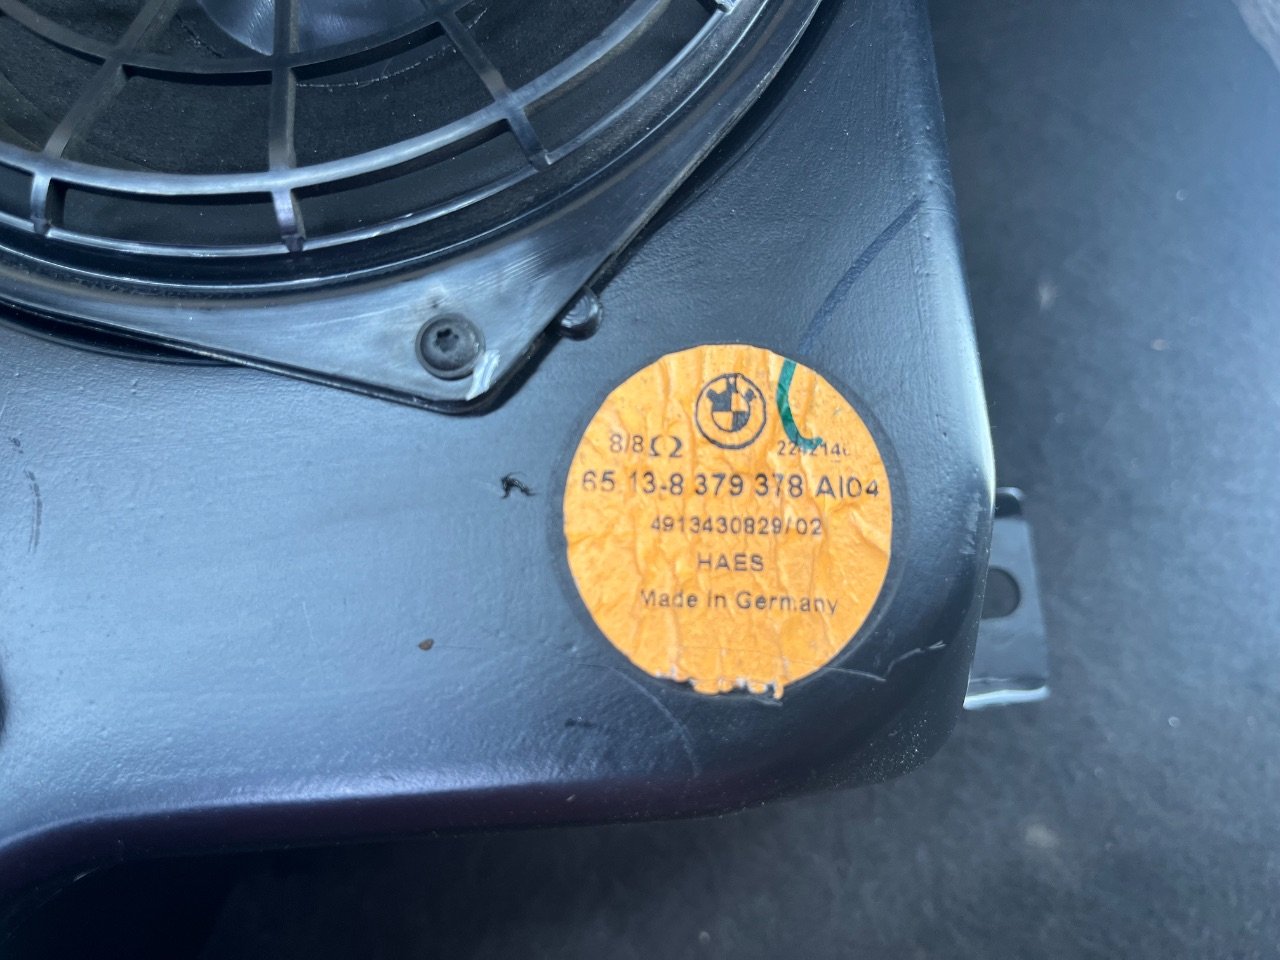 8/8Ω
65 13-8 379 378 AI04
4913430829/02
HAES
Made in Germany